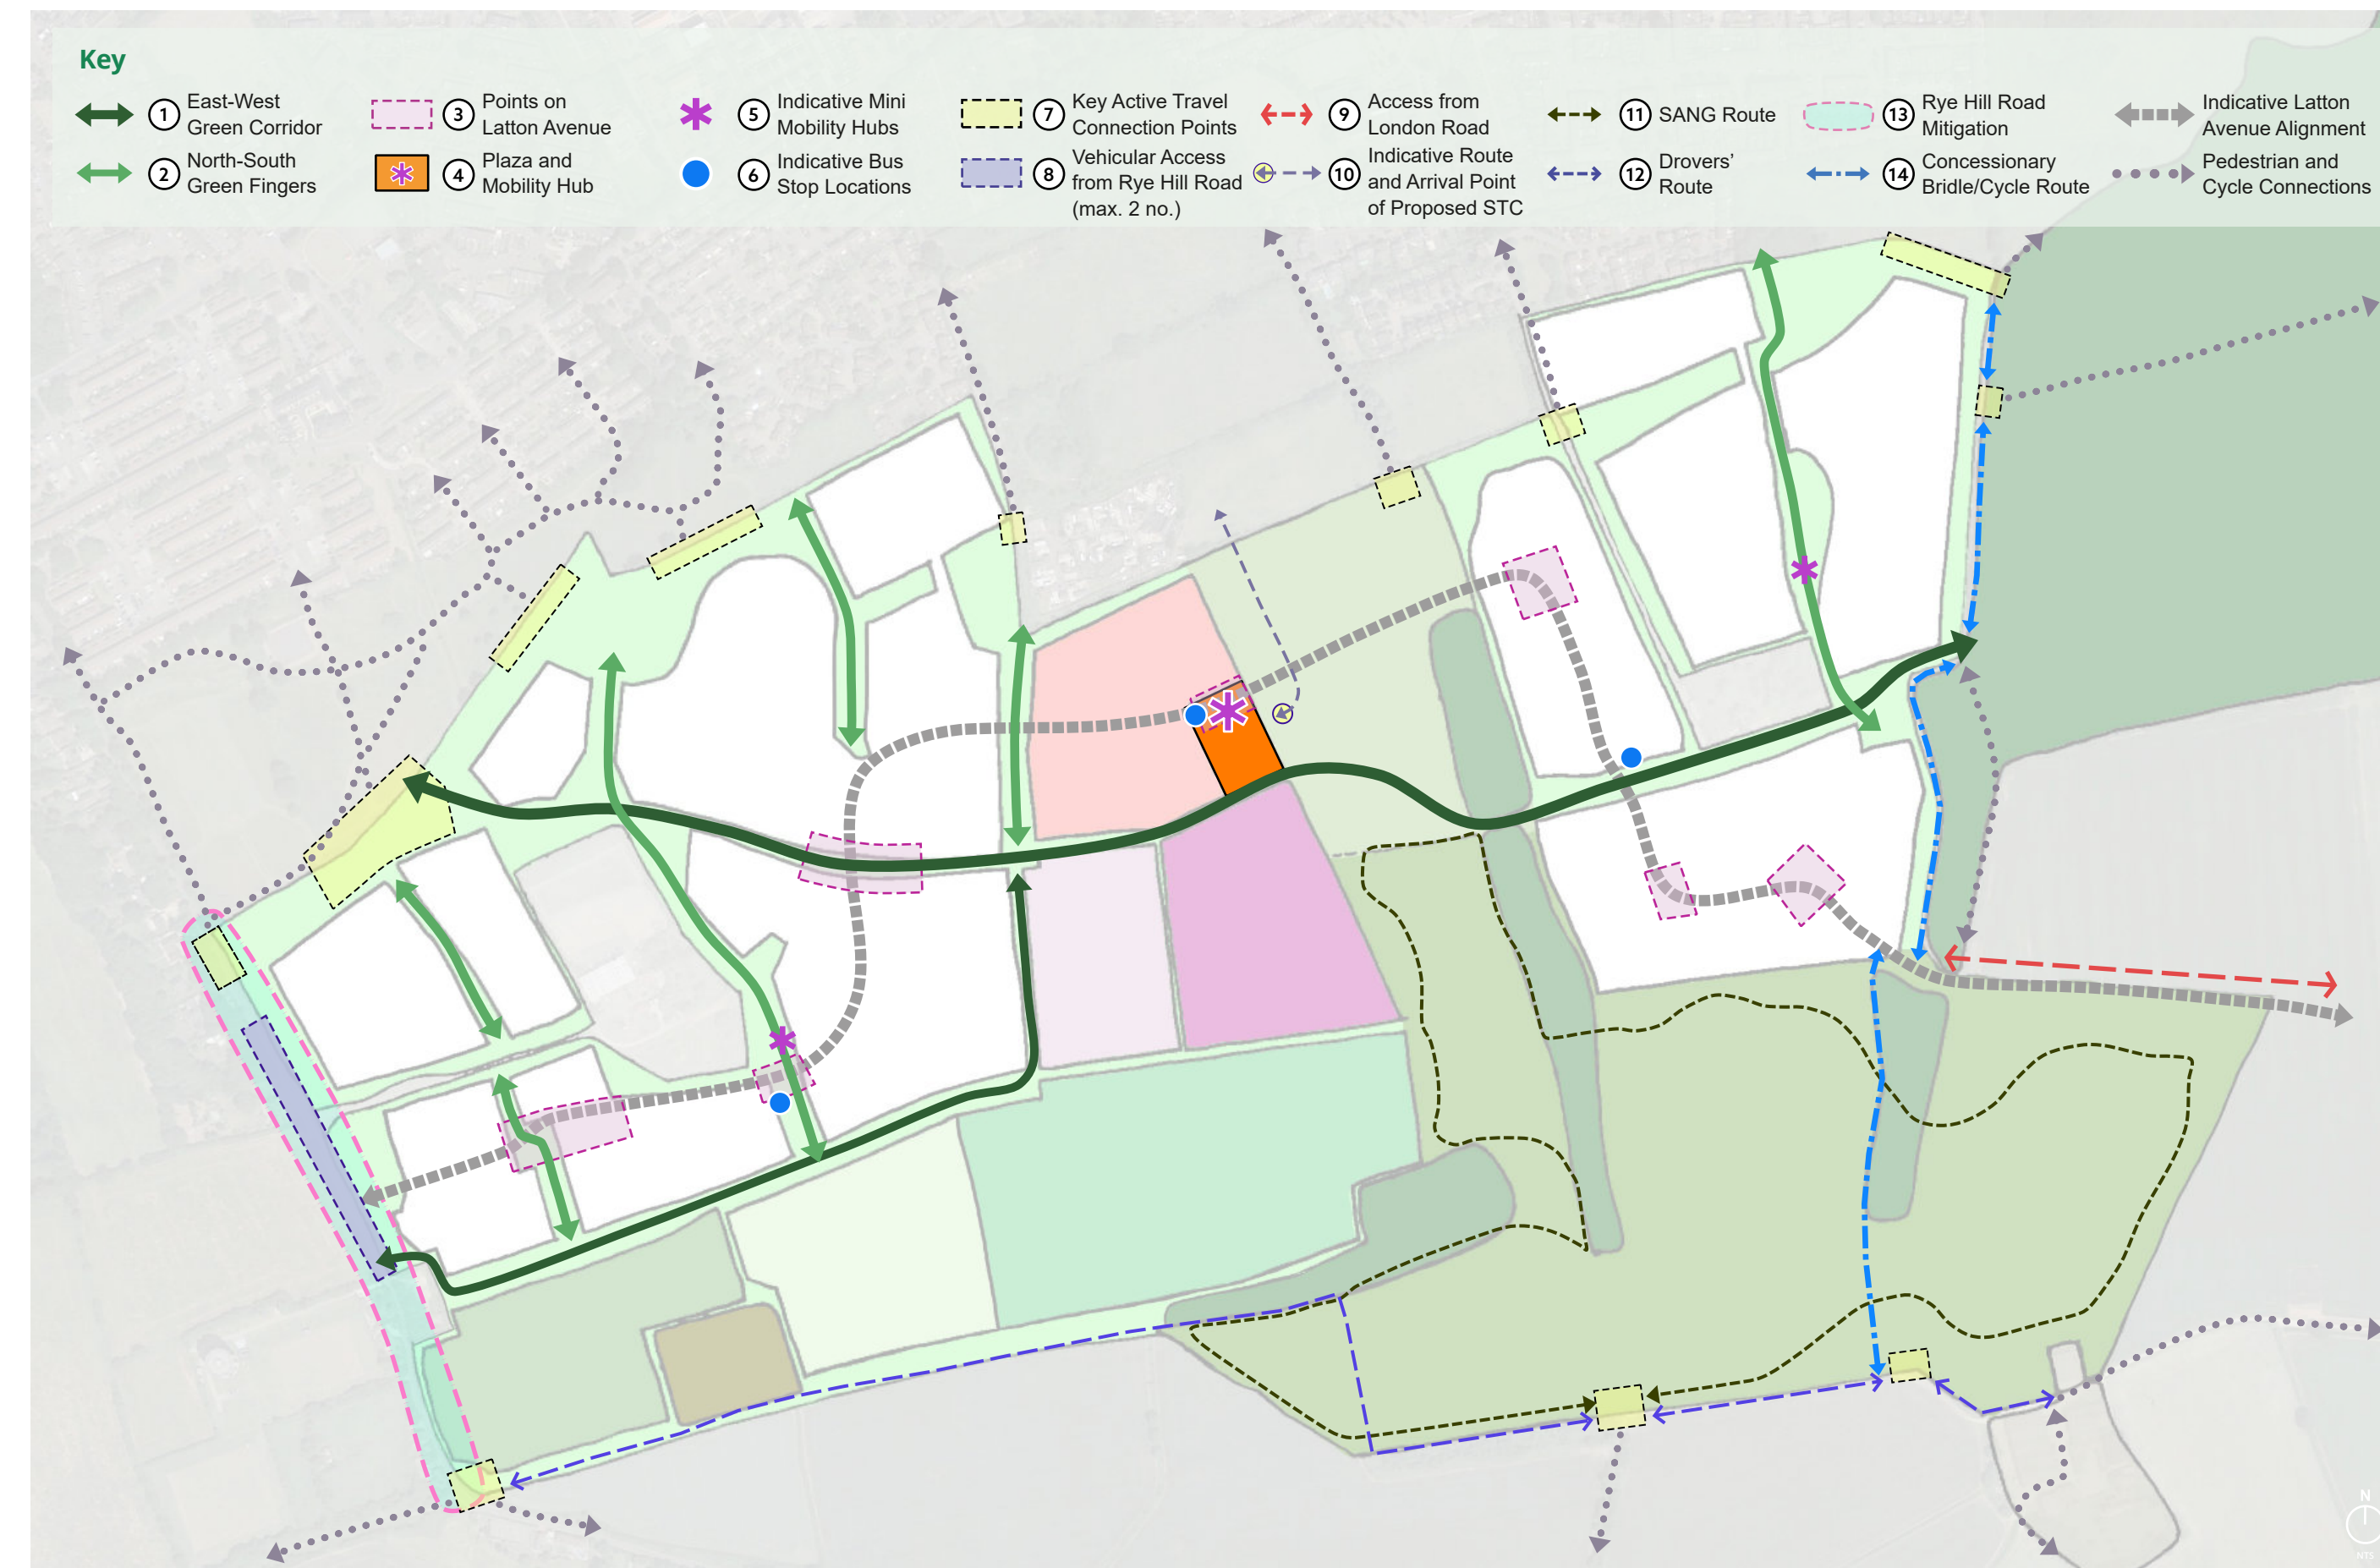 Key
1 East-West
Green Corridor
2 North-South
Green Fingers
3 Points on
Latton Avenue
4 Plaza and
Mobility Hub
5 Indicative Mini
Mobility Hubs
6 Indicative Bus
Stop Locations
7 Key Active Travel
Connection Points
8 Vehicular Access
from Rye Hill Road
(max. 2 no.)
9 Access from
London Road
10 Indicative Route
and Arrival Point
of Proposed STC
11 SANG Route
12 Drovers’
Route
13 Rye Hill Road
Mitigation
14 Concessionary
Bridle/Cycle Route
Indicative Latton
Avenue Alignment
Pedestrian and
Cycle Connections
N
NTS